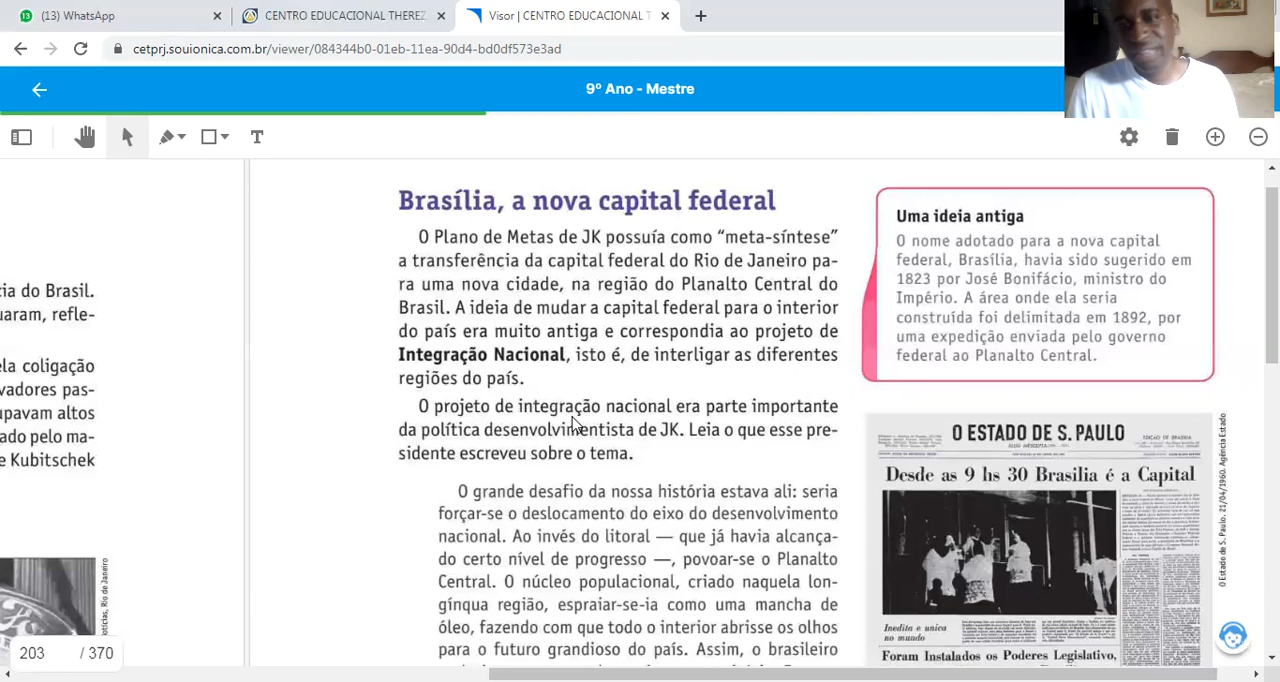 (13) WhatsApp
CENTRO EDUCACIONAL THEREZ
Visor | CENTRO EDUCACIONAL T
cetprj.souionica.com.br/viewer/084344b0-01eb-11ea-90d4-bd0df573e3ad
9º Ano - Mestre
T
cia do Brasil.
uaram, refle-
ela coligação
vadores pas-
upavam altos
ado pelo ma-
e Kubitschek
203 / 370
Brasília, a nova capital federal
O Plano de Metas de JK possuía como “meta-síntese”
a transferência da capital federal do Rio de Janeiro pa-
ra uma nova cidade, na região do Planalto Central do
Brasil. A ideia de mudar a capital federal para o interior
do país era muito antiga e correspondia ao projeto de
Integração Nacional, isto é, de interligar as diferentes
regiões do país.
O projeto de integração nacional era parte importante
da política desenvolvimentista de JK. Leia o que esse pre-
sidente escreveu sobre o tema.
O grande desafio da nossa história estava ali: seria
forçar-se o deslocamento do eixo do desenvolvimento
nacional. Ao invés do litoral — que já havia alcança-
do certo nível de progresso —, povoar-se o Planalto
Central. O núcleo populacional, criado naquela lon-
gínqua região, espraiar-se-ia como uma mancha de
com que todo o interior abrisse os olhos
para o futuro grandioso do país. Assim, o brasileiro
Uma ideia antiga
O nome adotado para a nova capital
federal, Brasília, havia sido sugerido em
1823 por José Bonifácio, ministro do
Império. A área onde ela seria
construída foi delimitada em 1892, por
uma expedição enviada pelo governo
federal ao Planalto Central.
O ESTADO DE S. PAULO
Desde as 9 hs 30 Brasilia é a Capital
Inedita e unica
no mundo
Foram Instalados os Poderes Legislativo,
O Estado de S. Paulo. 21/04/1960. Agência Estado